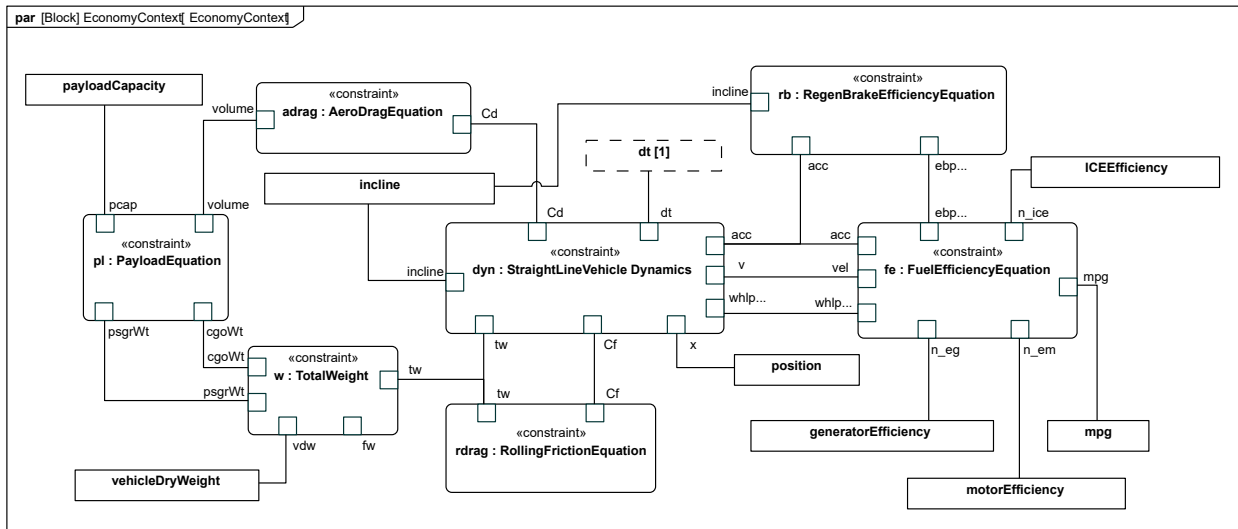 par [Block] EconomyContext[ EconomyContext]
payloadCapacity
«constraint»
adrag : AeroDragEquation
volume
Cd
«constraint»
rb : RegenBrakeEfficiencyEquation
incline
acc
ebp...
dt [1]
incline
ICEEfficiency
pcap
volume
«constraint»
pl : PayloadEquation
psgrWt
cgoWt
Cd
dt
«constraint»
dyn : StraightLineVehicle Dynamics
incline
acc
v
whlp...
tw
Cf
x
ebp...
n_ice
«constraint»
fe : FuelEfficiencyEquation
acc
vel
whlp...
mpg
n_eg
n_em
cgoWt
psgrWt
«constraint»
w : TotalWeight
tw
vdw
fw
position
tw
Cf
«constraint»
rdrag : RollingFrictionEquation
generatorEfficiency
mpg
vehicleDryWeight
motorEfficiency